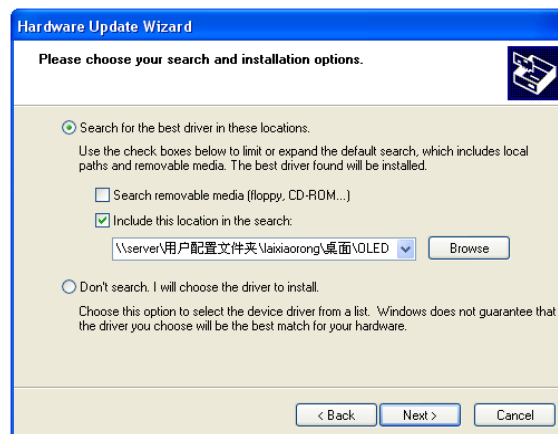 Hardware Update Wizard
Please choose your search and installation options.
Search for the best driver in these locations.
Use the check boxes below to limit or expand the default search, which includes local
paths and removable media. The best driver found will be installed.
Search removable media (floppy, CD-ROM...)
Include this location in the search:
\\server\用户配置文件夹\laixiaorong\桌面\OLED
Browse
Don't search. I will choose the driver to install.
Choose this option to select the device driver from a list. Windows does not guarantee that
the driver you choose will be the best match for your hardware.
< Back Next > Cancel